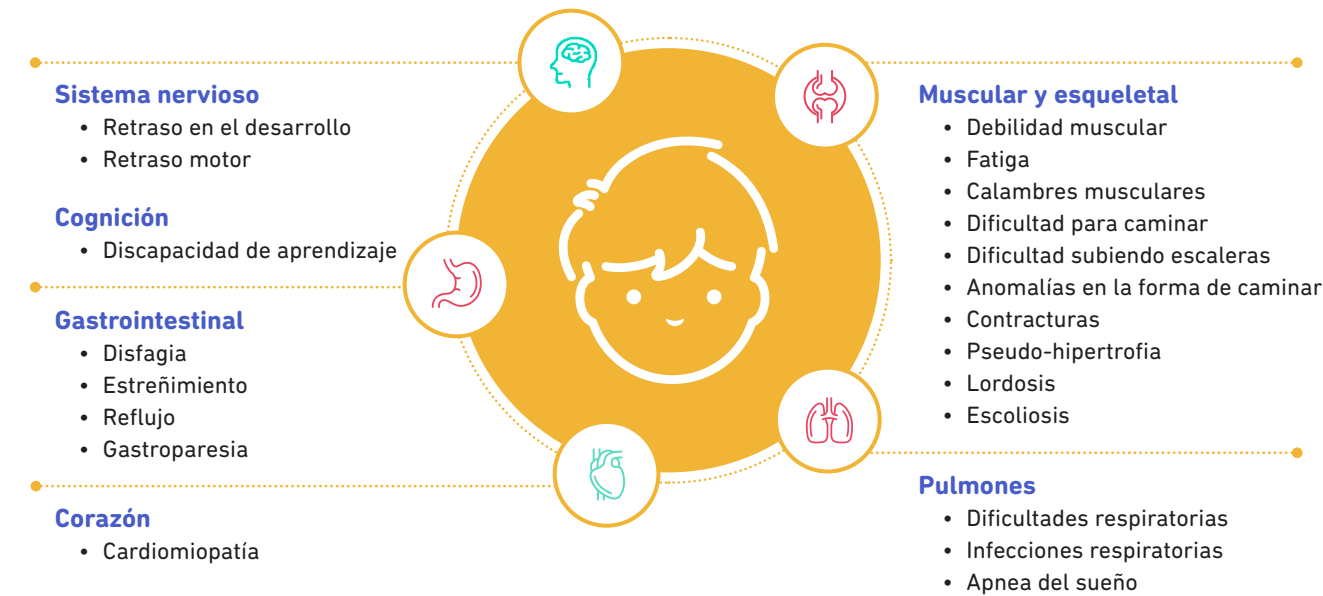 Sistema nervioso
• Retraso en el desarrollo
• Retraso motor
Cognición
• Discapacidad de aprendizaje
Gastrointestinal
• Disfagia
• Estreñimiento
• Reflujo
• Gastroparesia
Corazón
• Cardiomiopatía
Muscular y esqueletal
• Debilidad muscular
• Fatiga
• Calambres musculares
• Dificultad para caminar
• Dificultad subiendo escaleras
• Anomalías en la forma de caminar
• Contracturas
• Pseudo-hipertrofia
• Lordosis
• Escoliosis
Pulmones
• Dificultades respiratorias
• Infecciones respiratorias
• Apnea del sueño